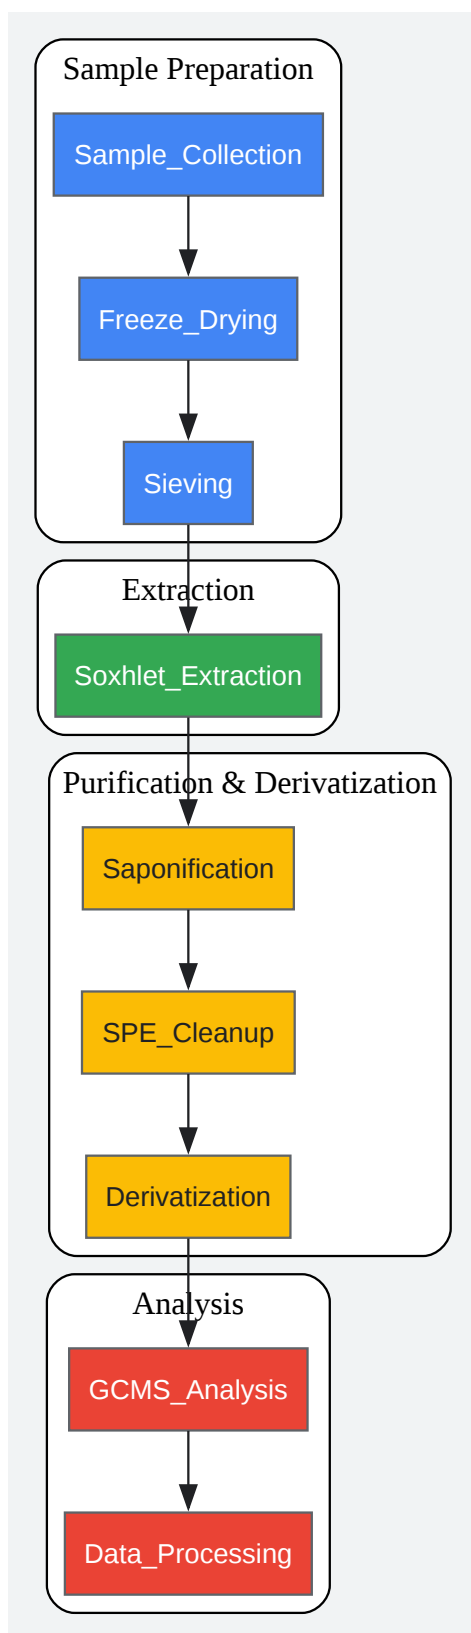 Sample Preparation
Sample_Collection
Freeze_Drying
Sieving
Extraction
Soxhlet_Extraction
Purification & Derivatization
Saponification
SPE_Cleanup
Derivatization
Analysis
GCMS_Analysis
Data_Processing